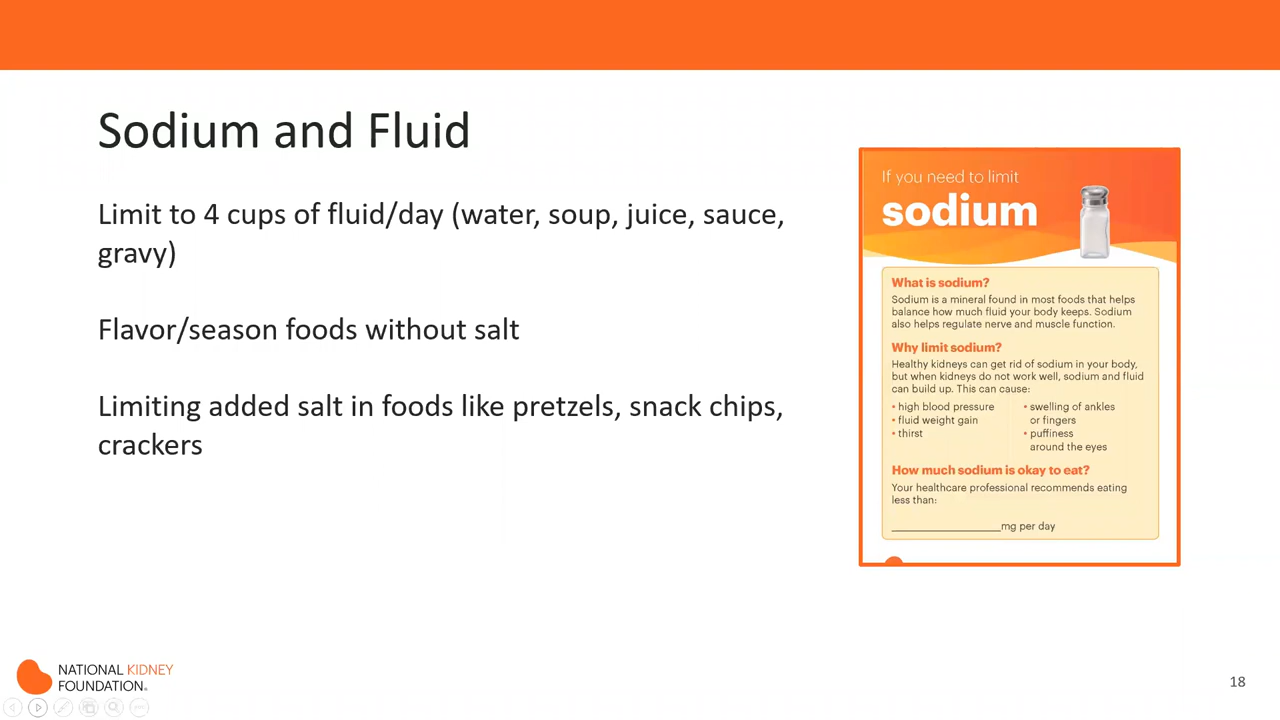 Sodium and Fluid
Limit to 4 cups of fluid/day (water, soup, juice, sauce,
gravy)
Flavor/season foods without salt
Limiting added salt in foods like pretzels, snack chips,
crackers
If you need to limit
sodium
What is sodium?
Sodium is a mineral found in most foods that helps
balance how much fluid your body keeps. Sodium
also helps regulate nerve and muscle function.
Why limit sodium?
Healthy kidneys can get rid of sodium in your body,
but when kidneys do not work well, sodium and fluid
can build up. This can cause:
• high blood pressure
• fluid weight gain
• thirst
• swelling of ankles
or fingers
• puffiness
around the eyes
How much sodium is okay to eat?
Your healthcare professional recommends eating
less than:
____________________mg per day
NATIONAL KIDNEY
FOUNDATION®
18